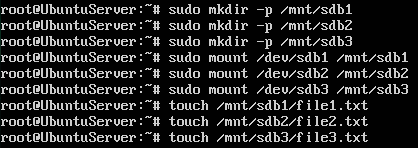 root@UbuntuServer:~# sudo mkdir -p /mnt/sdb1
root@UbuntuServer:~# sudo mkdir -p /mnt/sdb2
root@UbuntuServer:~# sudo mkdir -p /mnt/sdb3
root@UbuntuServer:~# sudo mount /dev/sdb1 /mnt/sdb1
root@UbuntuServer:~# sudo mount /dev/sdb2 /mnt/sdb2
root@UbuntuServer:~# sudo mount /dev/sdb3 /mnt/sdb3
root@UbuntuServer:~# touch /mnt/sdb1/file1.txt
root@UbuntuServer:~# touch /mnt/sdb2/file2.txt
root@UbuntuServer:~# touch /mnt/sdb3/file3.txt